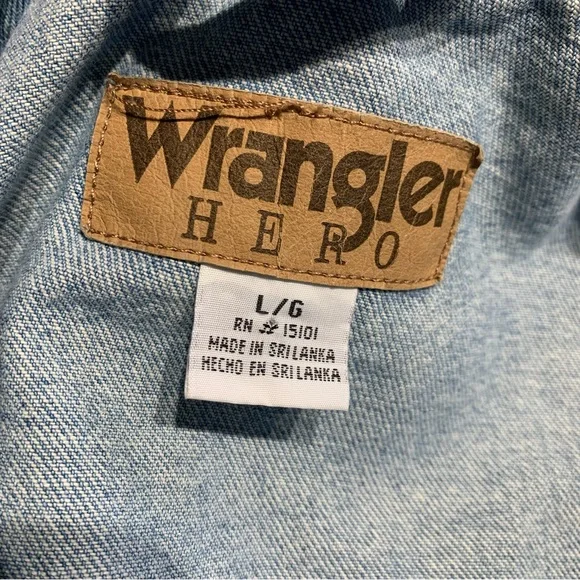 Wrangler
HERO
L/G
RN 15101
MADE IN SRI LANKA
HECHO EN SRI LANKA